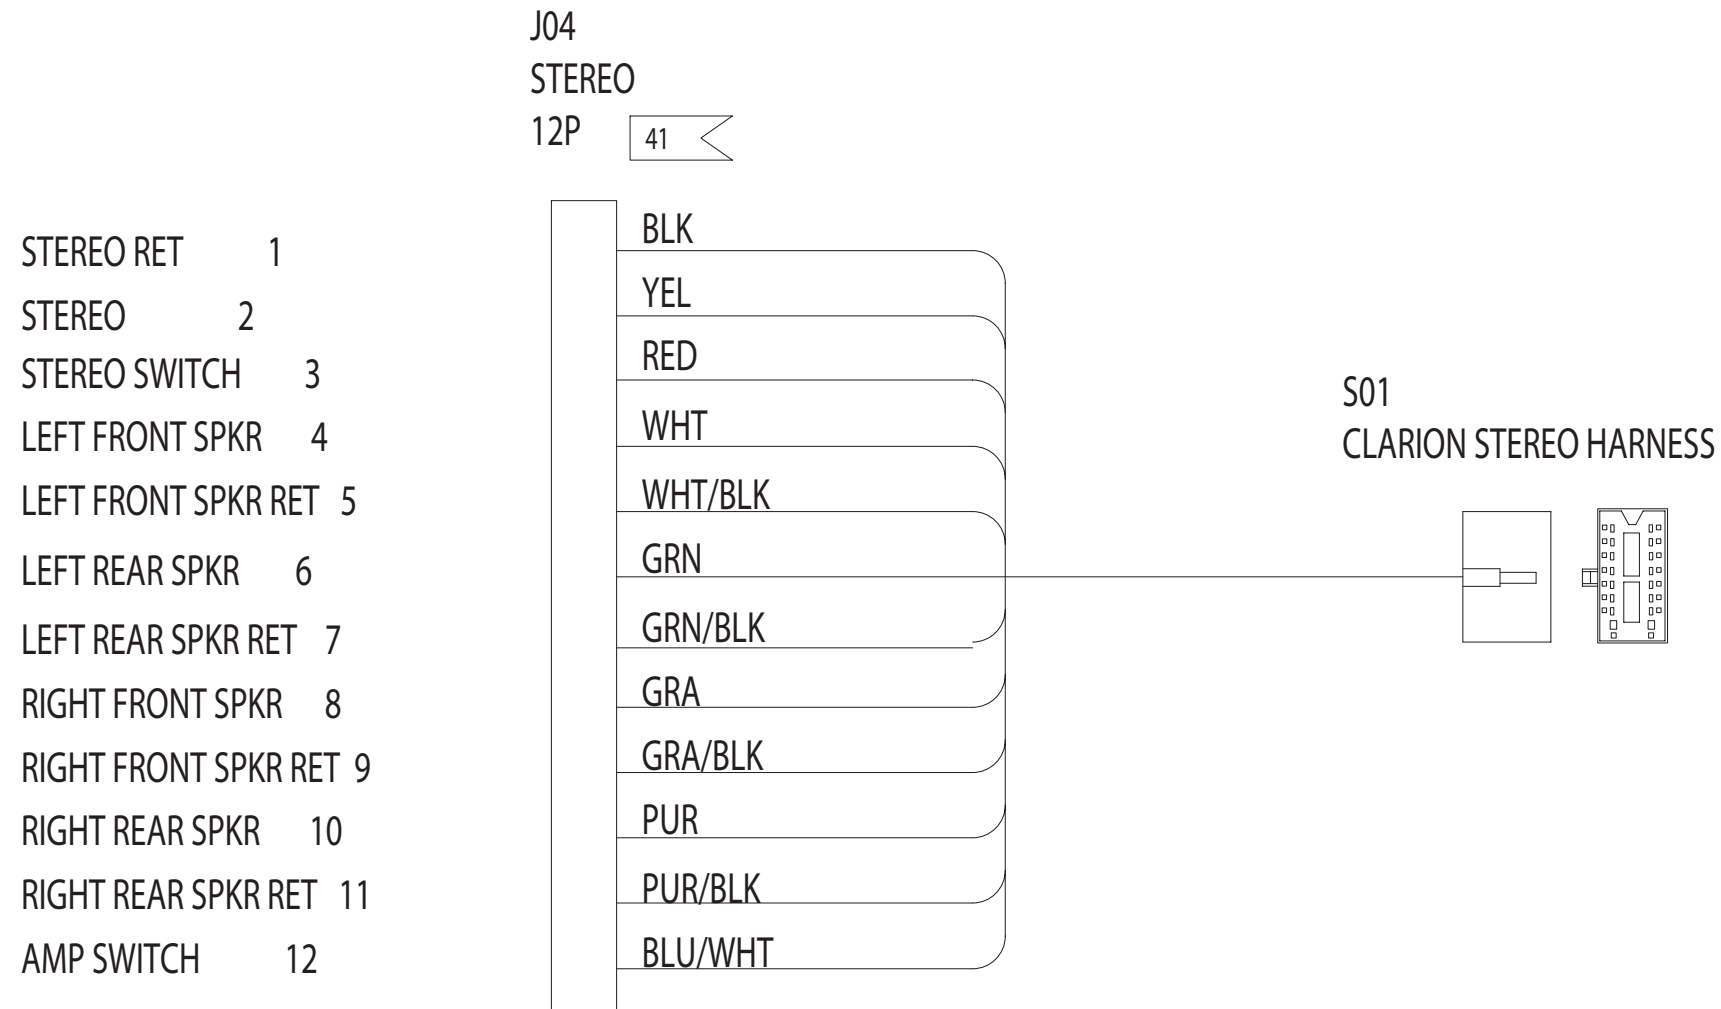 J04
STEREO
12P
41
STEREO RET 1
BLK
STEREO 2
YEL
STEREO SWITCH 3
RED
LEFT FRONT SPKR 4
WHT
LEFT FRONT SPKR RET 5
WHT/BLK
LEFT REAR SPKR 6
GRN
LEFT REAR SPKR RET 7
GRN/BLK
RIGHT FRONT SPKR 8
GRA
RIGHT FRONT SPKR RET 9
GRA/BLK
RIGHT REAR SPKR 10
PUR
RIGHT REAR SPKR RET 11
PUR/BLK
AMP SWITCH 12
BLU/WHT
S01
CLARION STEREO HARNESS